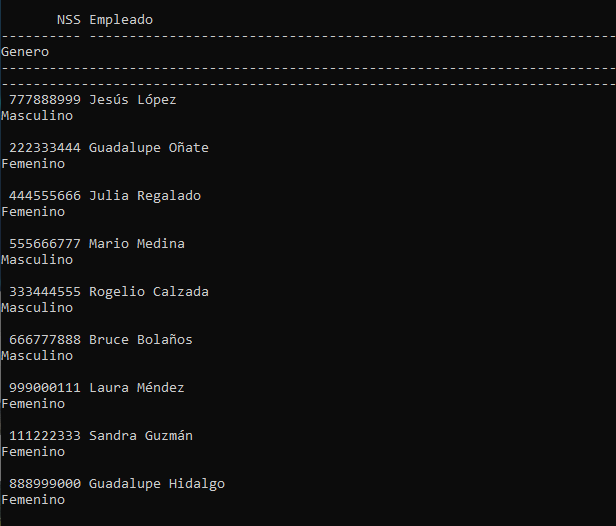 NSS Empleado
---------- ------------------------------------------------------------------
Genero
-----------------------------------------------------------------------------
-----------------------------------------------------------------------------
777888999 Jesús López
Masculino
222333444 Guadalupe Oñate
Femenino
444555666 Julia Regalado
Femenino
555666777 Mario Medina
Masculino
333444555 Rogelio Calzada
Masculino
666777888 Bruce Bolaños
Masculino
999000111 Laura Méndez
Femenino
111222333 Sandra Guzmán
Femenino
888999000 Guadalupe Hidalgo
Femenino